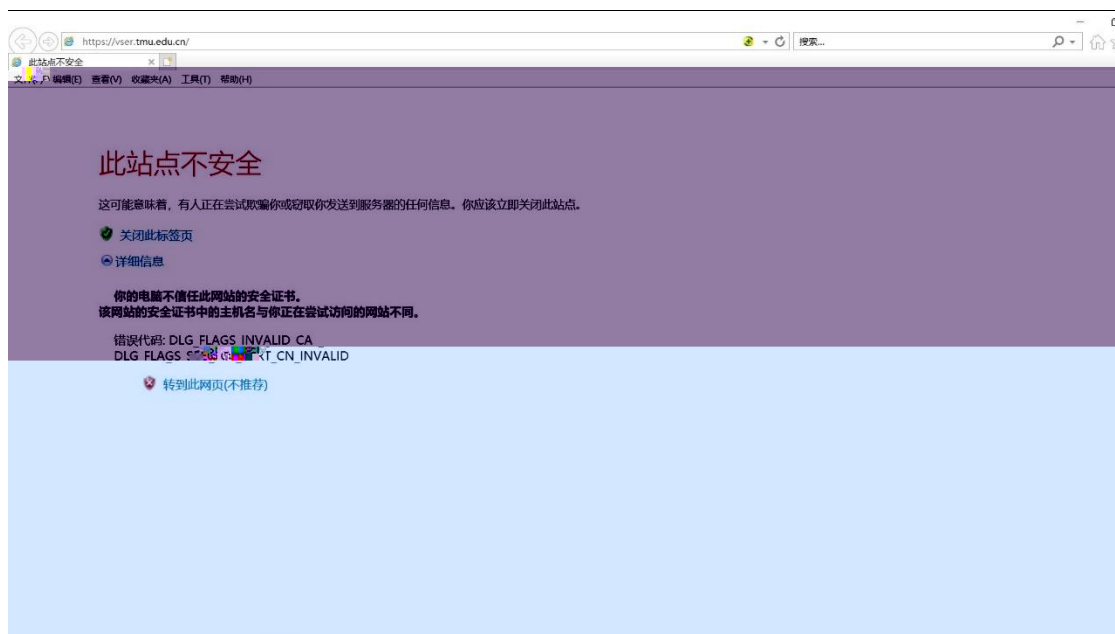 https://vser.tmu.edu.cn/
搜索...
此站点不安全
编辑(E) 查看(V) 收藏夹(A) 工具(T) 帮助(H)
此站点不安全
这可能意味着，有人正在尝试欺骗你或窃取你发送到服务器的任何信息。你应该立即关闭此站点。
关闭此标签页
详细信息
你的电脑不信任此网站的安全证书。
该网站的安全证书中的主机名与你正在尝试访问的网站不同。
错误代码: DLG_FLAGS_INVALID_CA
DLG_FLAGS CN_INVALID
转到此网页(不推荐)